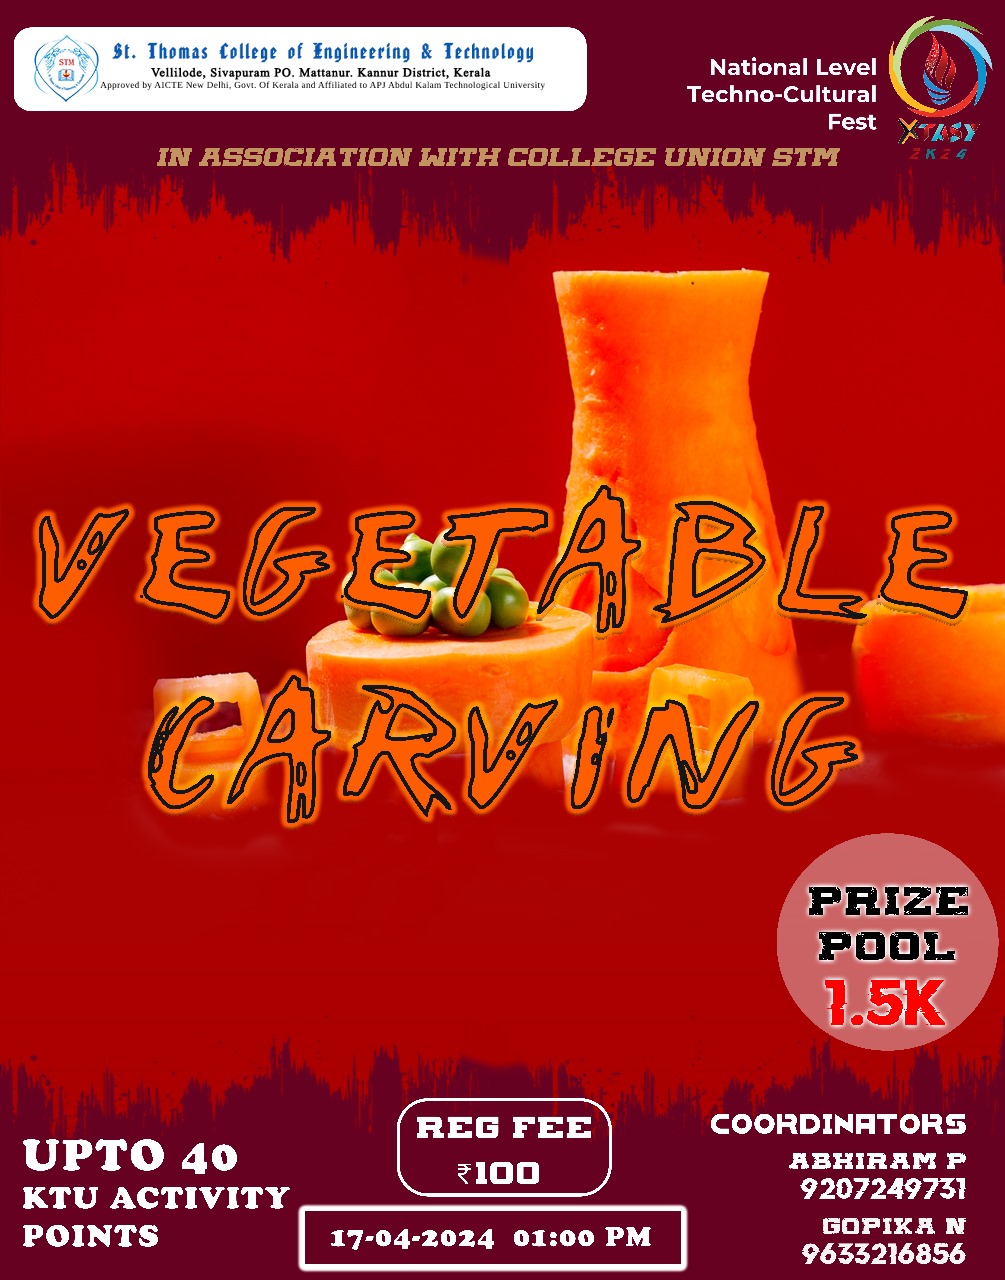 STM
St. Thomas College of Engineering & Technology
Vellilode, Sivapuram PO. Mattanur. Kannur District, Kerala
Approved by AICTE New Delhi, Govt. Of Kerala and Affiliated to APJ Abdul Kalam Technological University
National Level
Techno-Cultural
Fest
XTASY
2K24
IN ASSOCIATION WITH COLLEGE UNION STM
VEGETABLE
CARVING
PRIZE
POOL
1.5K
UPTO 40
KTU ACTIVITY
POINTS
REG FEE
₹100
17-04-2024 01:00 PM
COORDINATORS
ABHIRAM P
9207249731
GOPIKA N
9633216856